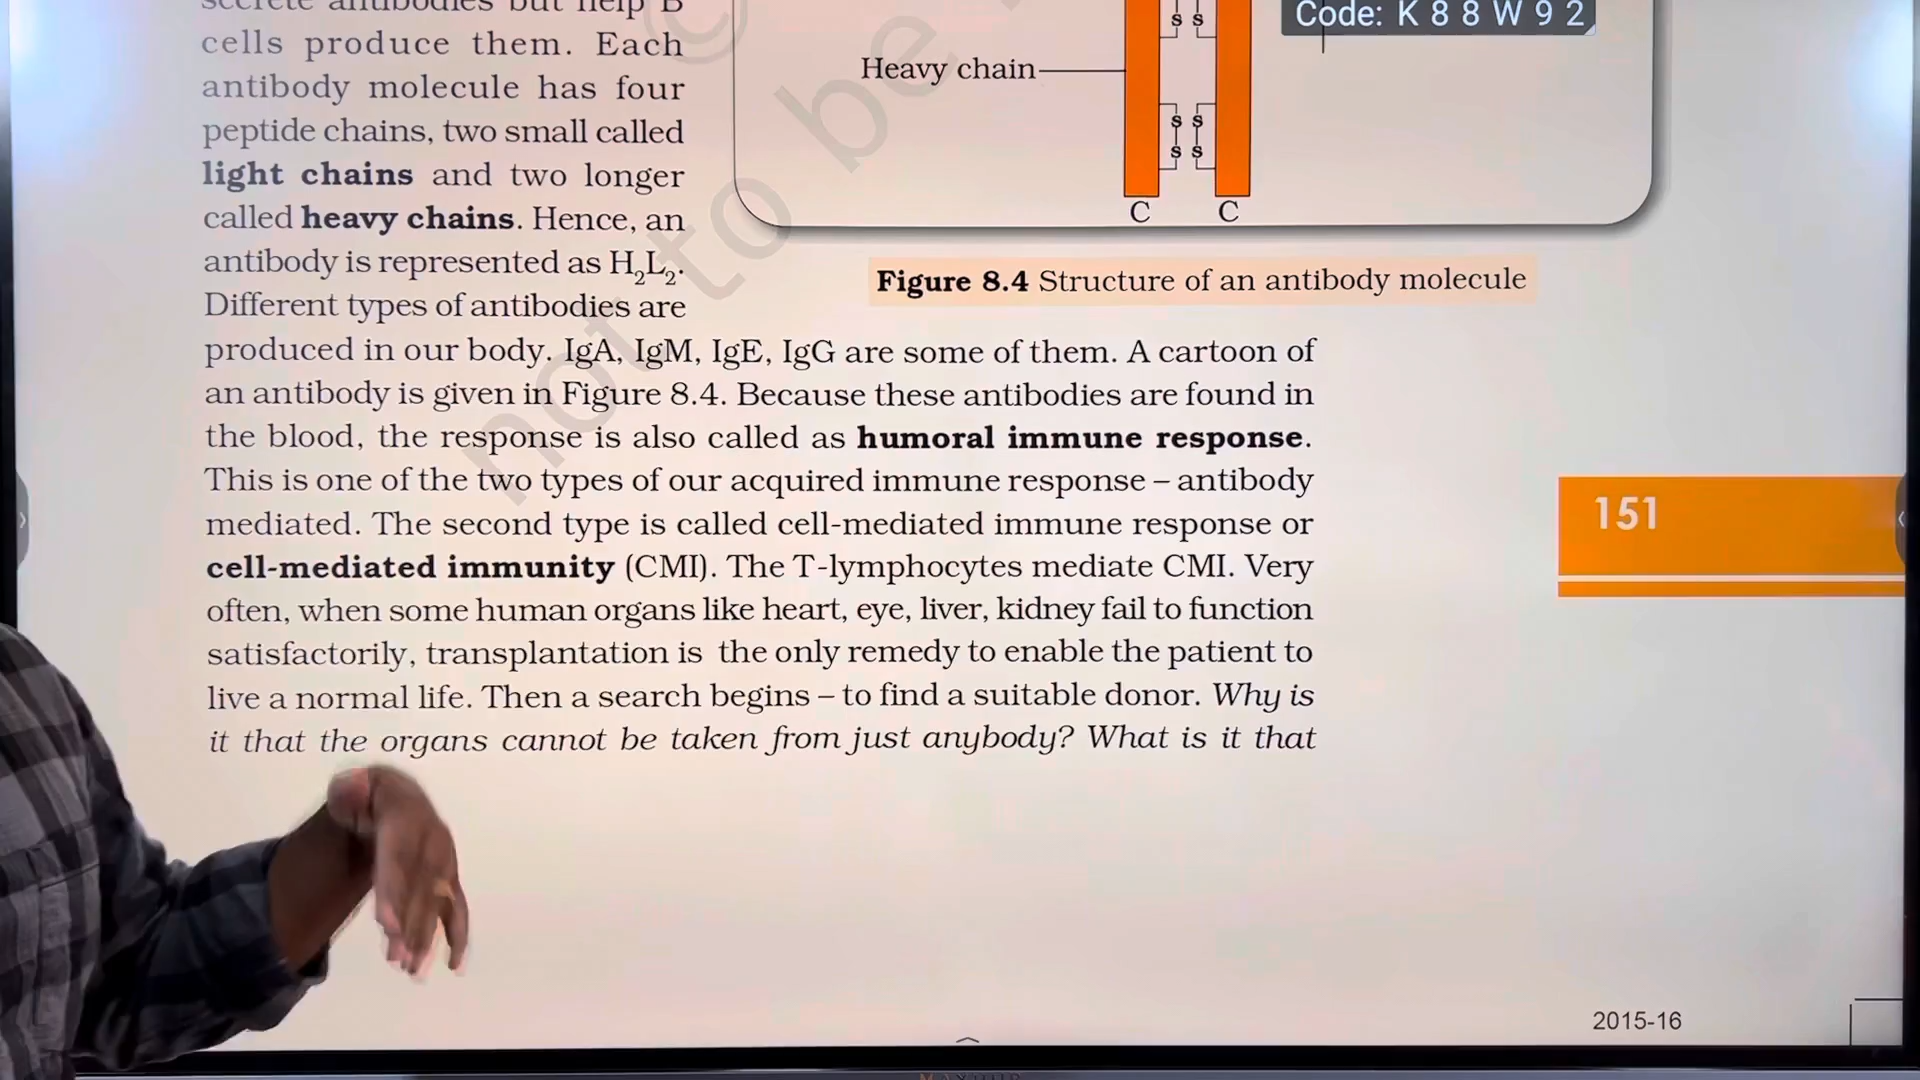 secrete antibodies but help B
cells produce them. Each
antibody molecule has four
peptide chains, two small called
light chains and two longer
called heavy chains. Hence, an
antibody is represented as H2L2.
Different types of antibodies are
produced in our body. IgA, IgM, IgE, IgG are some of them. A cartoon of
an antibody is given in Figure 8.4. Because these antibodies are found in
the blood, the response is also called as humoral immune response.
This is one of the two types of our acquired immune response – antibody
mediated. The second type is called cell-mediated immune response or
cell-mediated immunity (CMI). The T-lymphocytes mediate CMI. Very
often, when some human organs like heart, eye, liver, kidney fail to function
satisfactorily, transplantation is the only remedy to enable the patient to
live a normal life. Then a search begins – to find a suitable donor. Why is
it that the organs cannot be taken from just anybody? What is it that
Code: K 8 8 W 9 2
s s
Heavy chain
s s
s s
C C
Figure 8.4 Structure of an antibody molecule
© not to be
151
2015-16